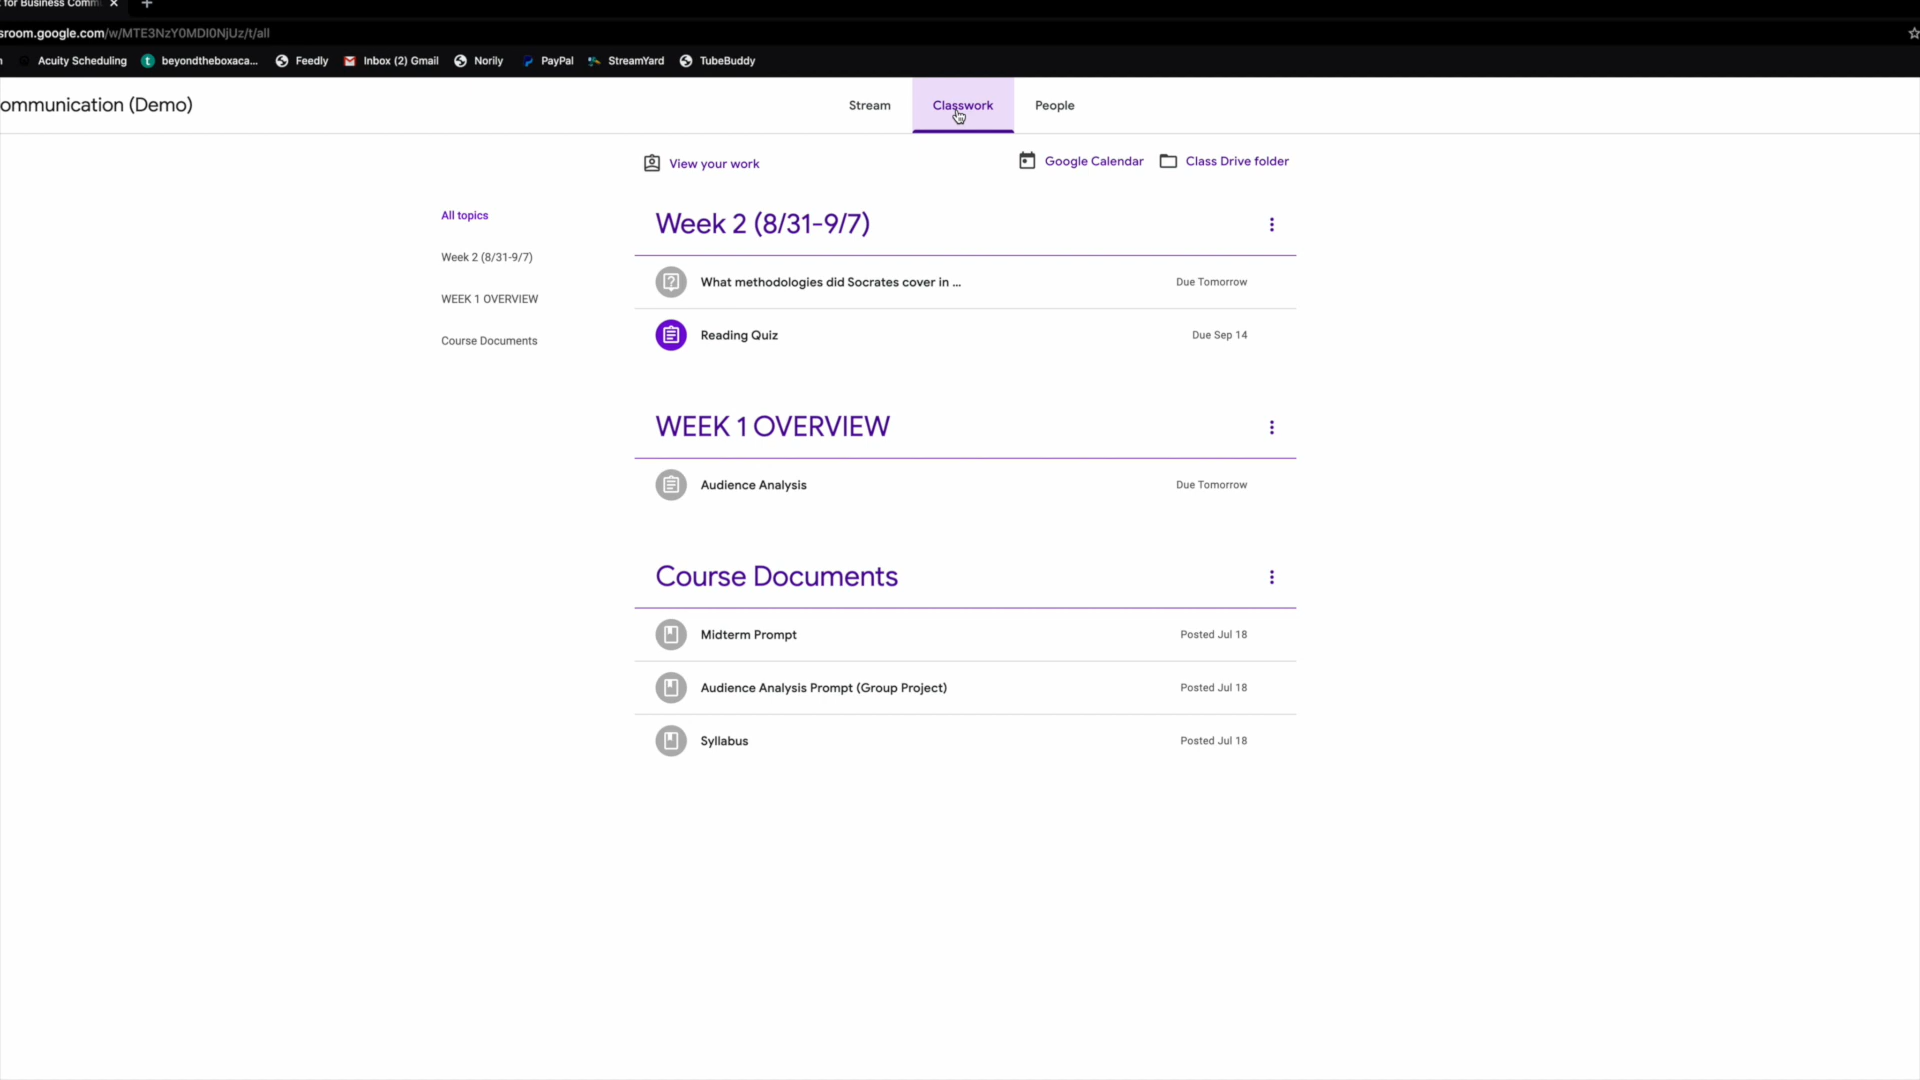 for Business Comm
sroom.google.com/w/MTE3NzY0MDI0NjUz/t/all
Acuity Scheduling beyondtheboxaca... Feedly Inbox (2) Gmail Norily PayPal StreamYard TubeBuddy
ommunication (Demo) Stream Classwork People
View your work Google Calendar Class Drive folder
All topics
Week 2 (8/31-9/7)
WEEK 1 OVERVIEW
Course Documents
Week 2 (8/31-9/7)
What methodologies did Socrates cover in ... Due Tomorrow
Reading Quiz Due Sep 14
WEEK 1 OVERVIEW
Audience Analysis Due Tomorrow
Course Documents
Midterm Prompt Posted Jul 18
Audience Analysis Prompt (Group Project) Posted Jul 18
Syllabus Posted Jul 18